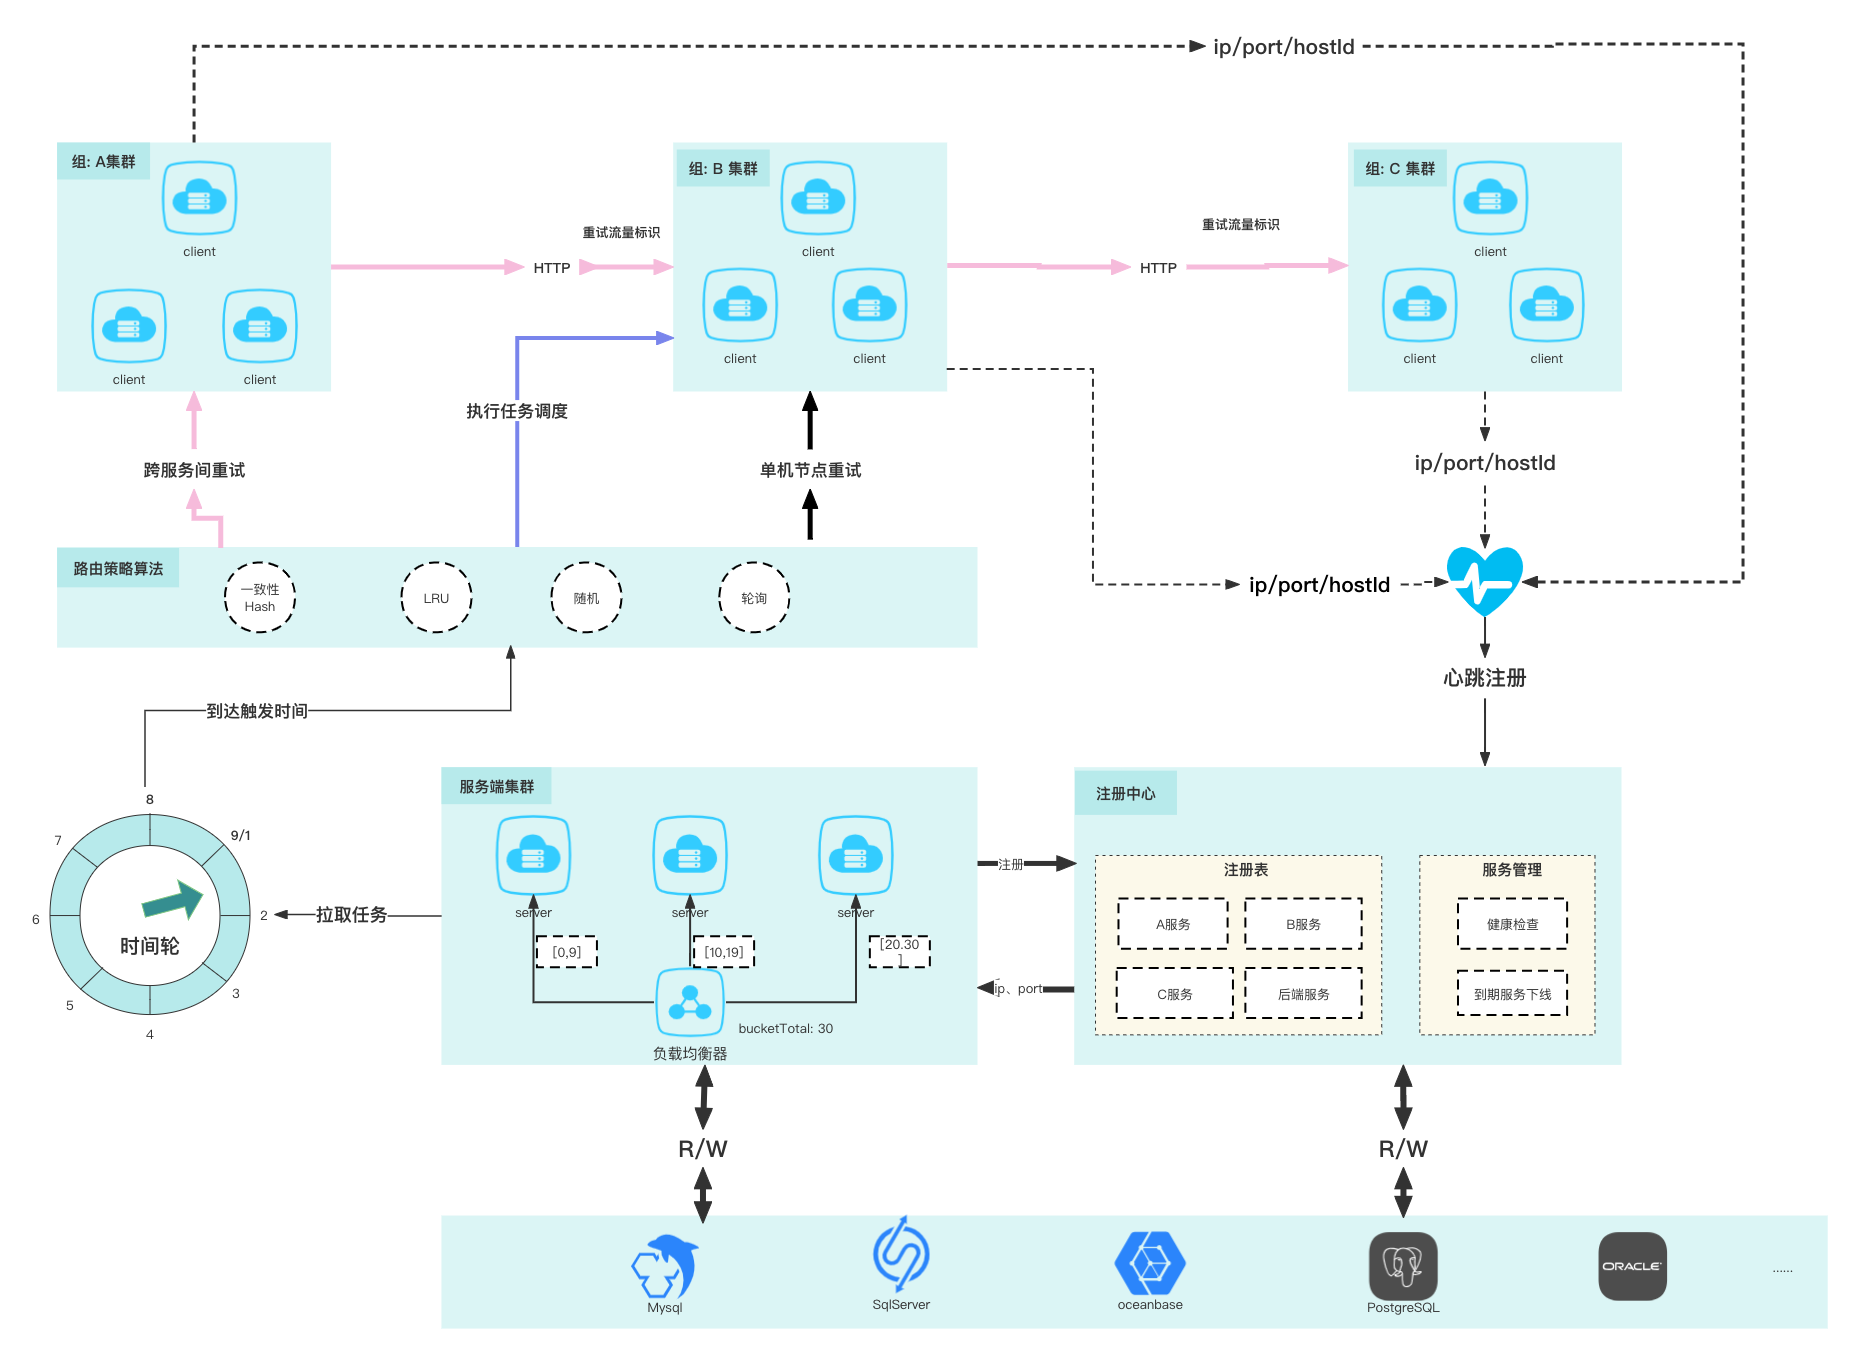 ip/port/hostId
组: A集群
client
client
client
重试流量标识
HTTP
组: B 集群
client
client
client
重试流量标识
HTTP
组: C 集群
client
client
client
执行任务调度
跨服务间重试
单机节点重试
ip/port/hostId
路由策略算法
一致性
Hash
LRU
随机
轮询
ip/port/hostId
心跳注册
到达触发时间
8
9/1
7
6
2
5
3
4
时间轮
拉取任务
服务端集群
server
server
server
[0,9]
[10,19]
[20.30
]
bucketTotal: 30
负载均衡器
注册
ip、port
注册中心
注册表
A服务
B服务
C服务
后端服务
服务管理
健康检查
到期服务下线
R/W
R/W
Mysql
SqlServer
oceanbase
PostgreSQL
ORACLE
......